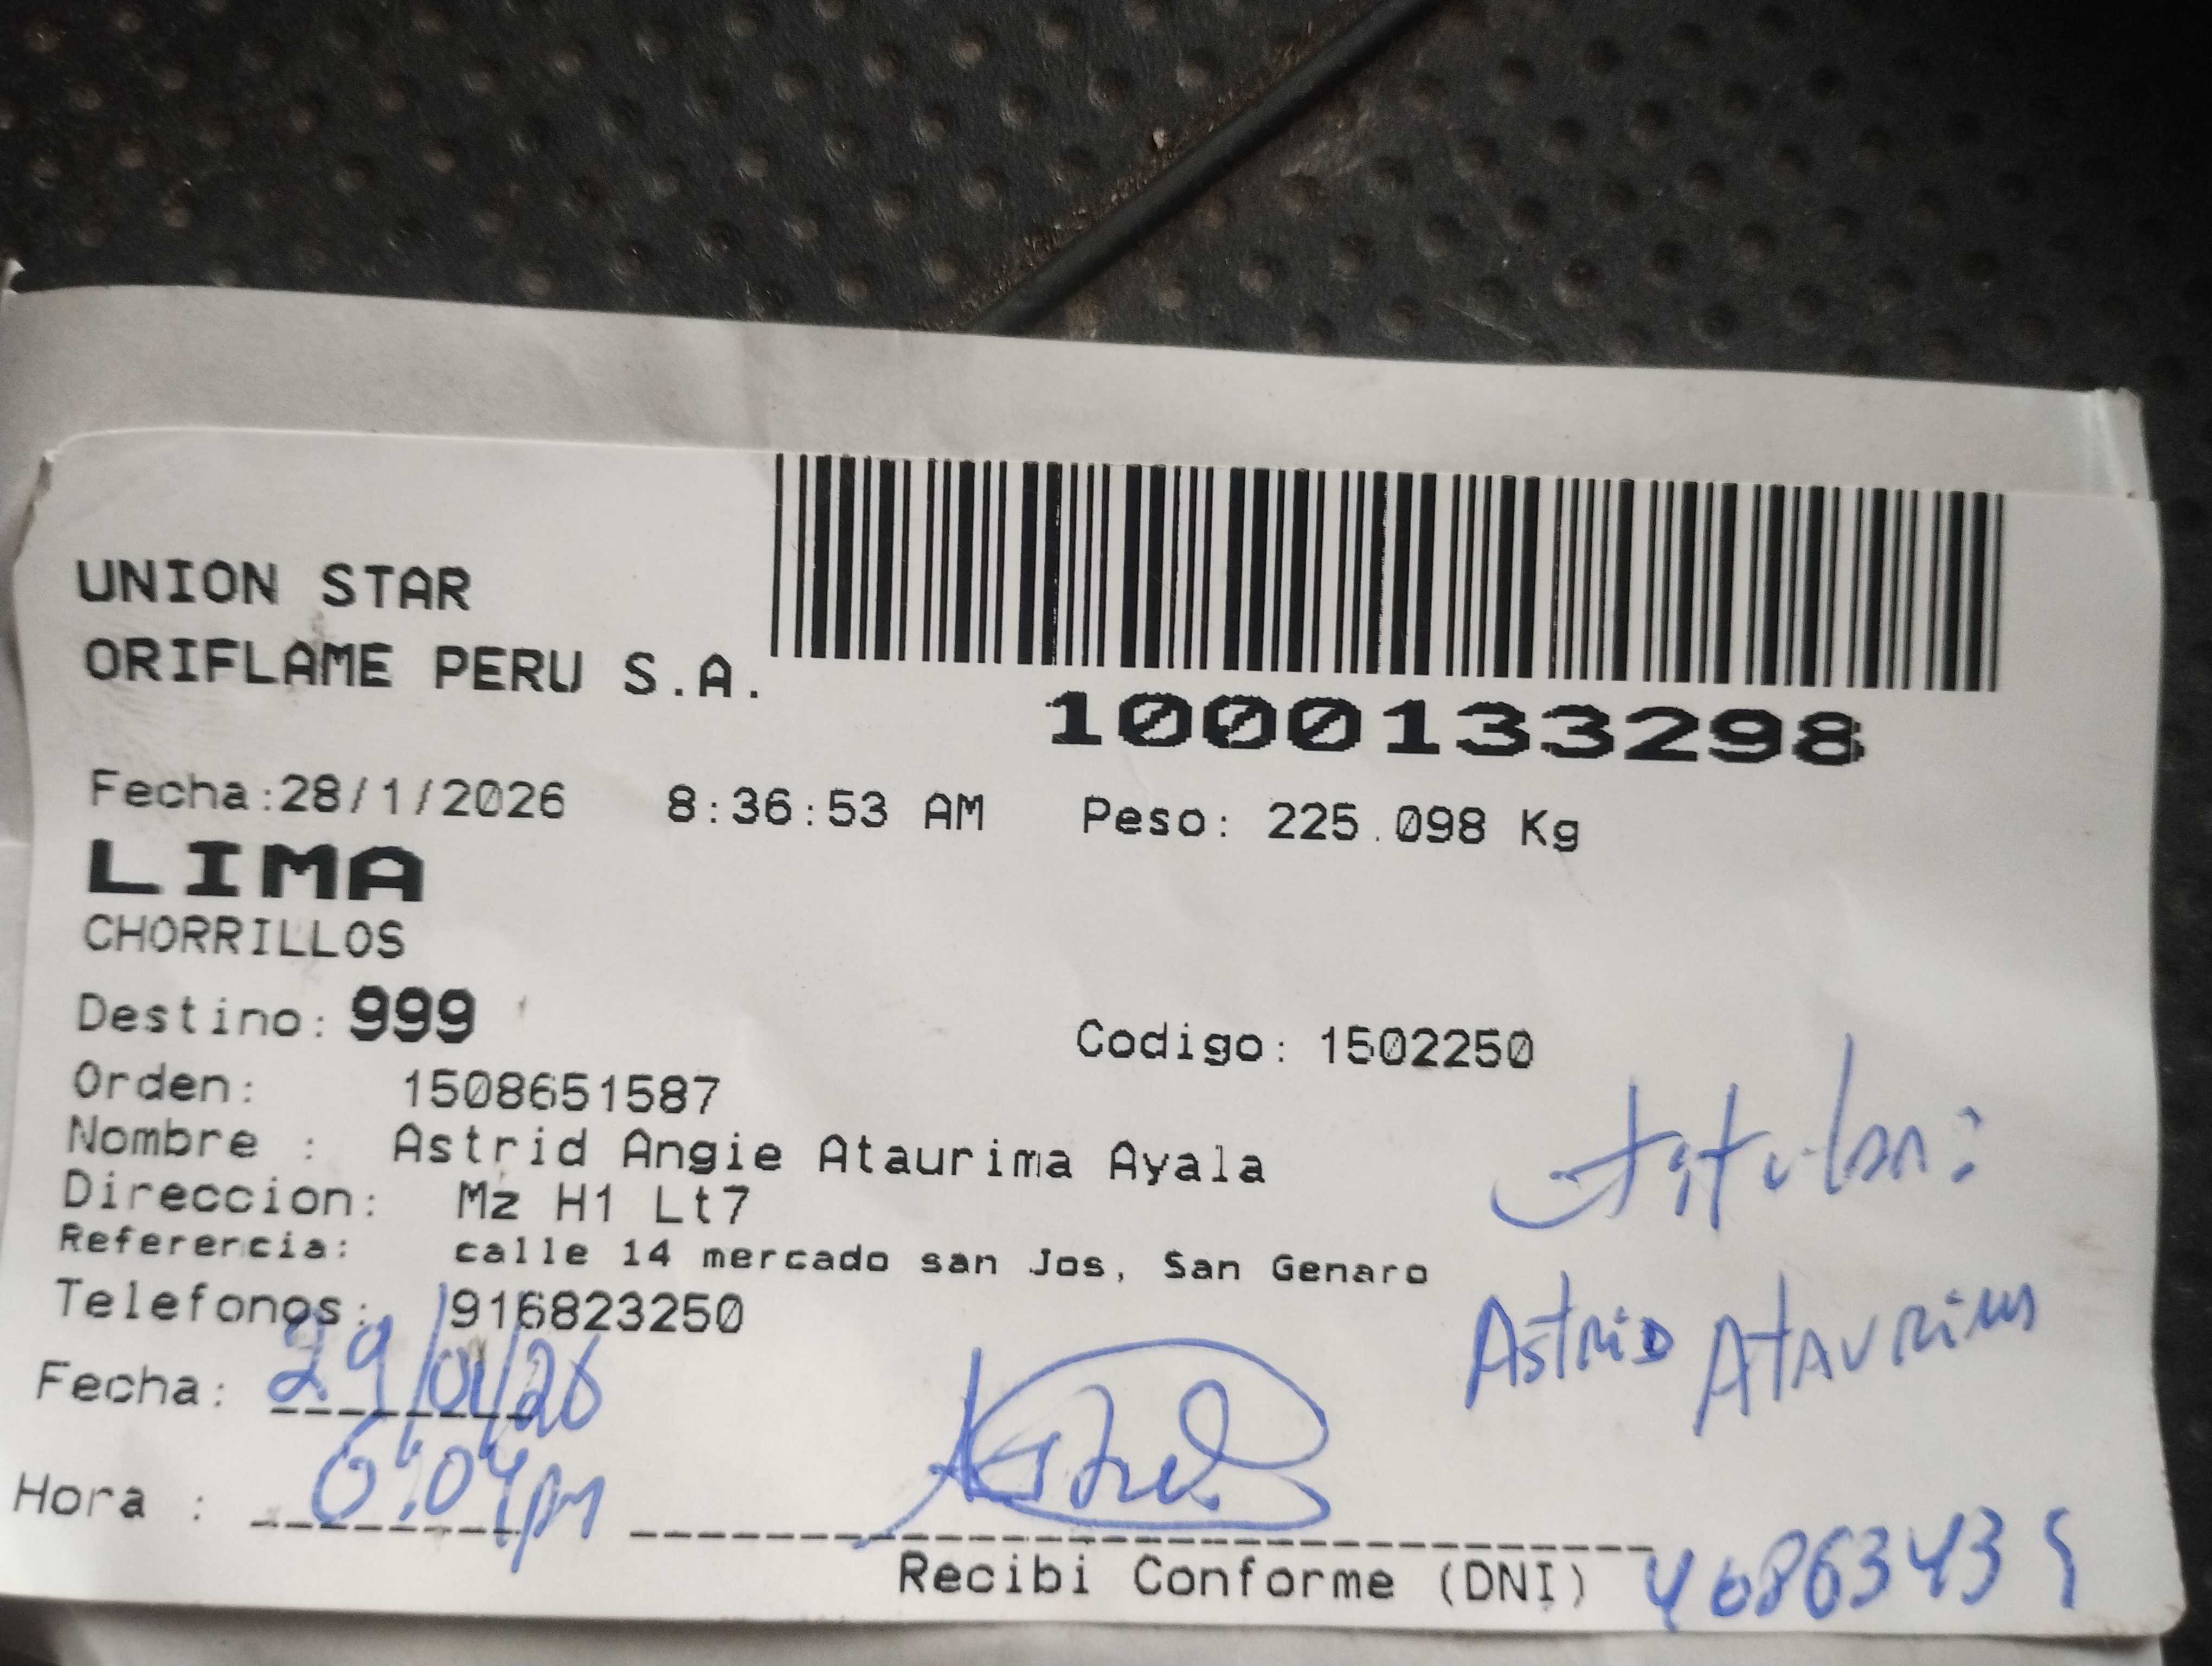 UNION STAR
ORIFLAME PERU S.A.
1000133298
Fecha:28/1/2026 8:36:53 AM Peso: 225.098 Kg
LIMA
CHORRILLOS
Destino: 999 Codigo: 1502250
Orden: 1508651587
Nombre : Astrid Angie Ataurima Ayala
Direccion: Mz H1 Lt7
Referencia: calle 14 mercado san Jos, San Genaro
Telefonos: 916823250
titular:
Astrid Ataurima
Fecha: 29/01/26
Hora : 6:04pm
Recibi Conforme (DNI)